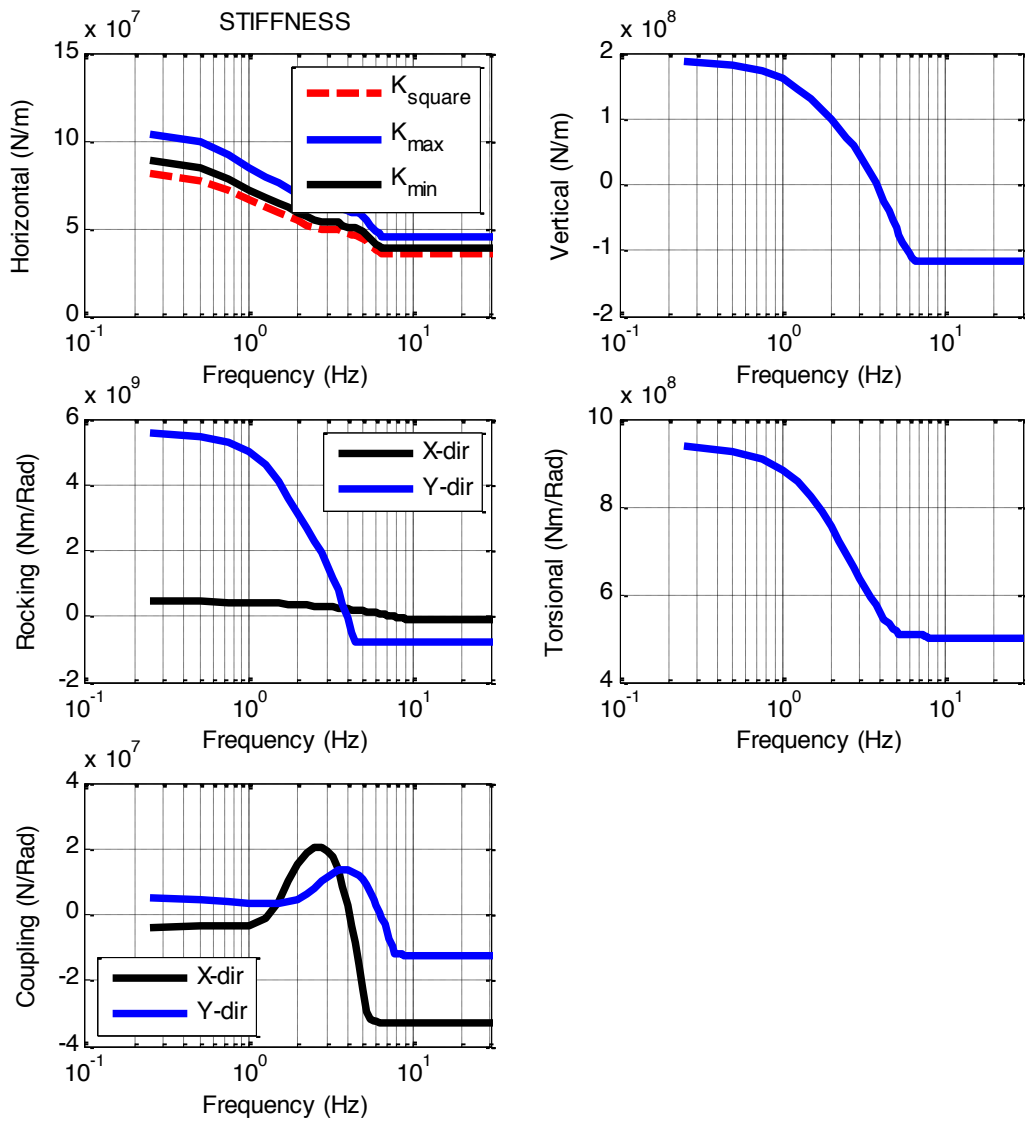 STIFFNESS
x 10^7
15
10
5
0
Horizontal (N/m)
K_square
K_max
K_min
10^-1
10^0
10^1
Frequency (Hz)
x 10^8
2
1
0
-1
-2
Vertical (N/m)
10^-1
10^0
10^1
Frequency (Hz)
x 10^9
6
4
2
0
-2
Rocking (Nm/Rad)
X-dir
Y-dir
10^-1
10^0
10^1
Frequency (Hz)
x 10^8
10
8
6
4
Torsional (Nm/Rad)
10^-1
10^0
10^1
Frequency (Hz)
x 10^7
4
2
0
-2
-4
Coupling (N/Rad)
X-dir
Y-dir
10^-1
10^0
10^1
Frequency (Hz)